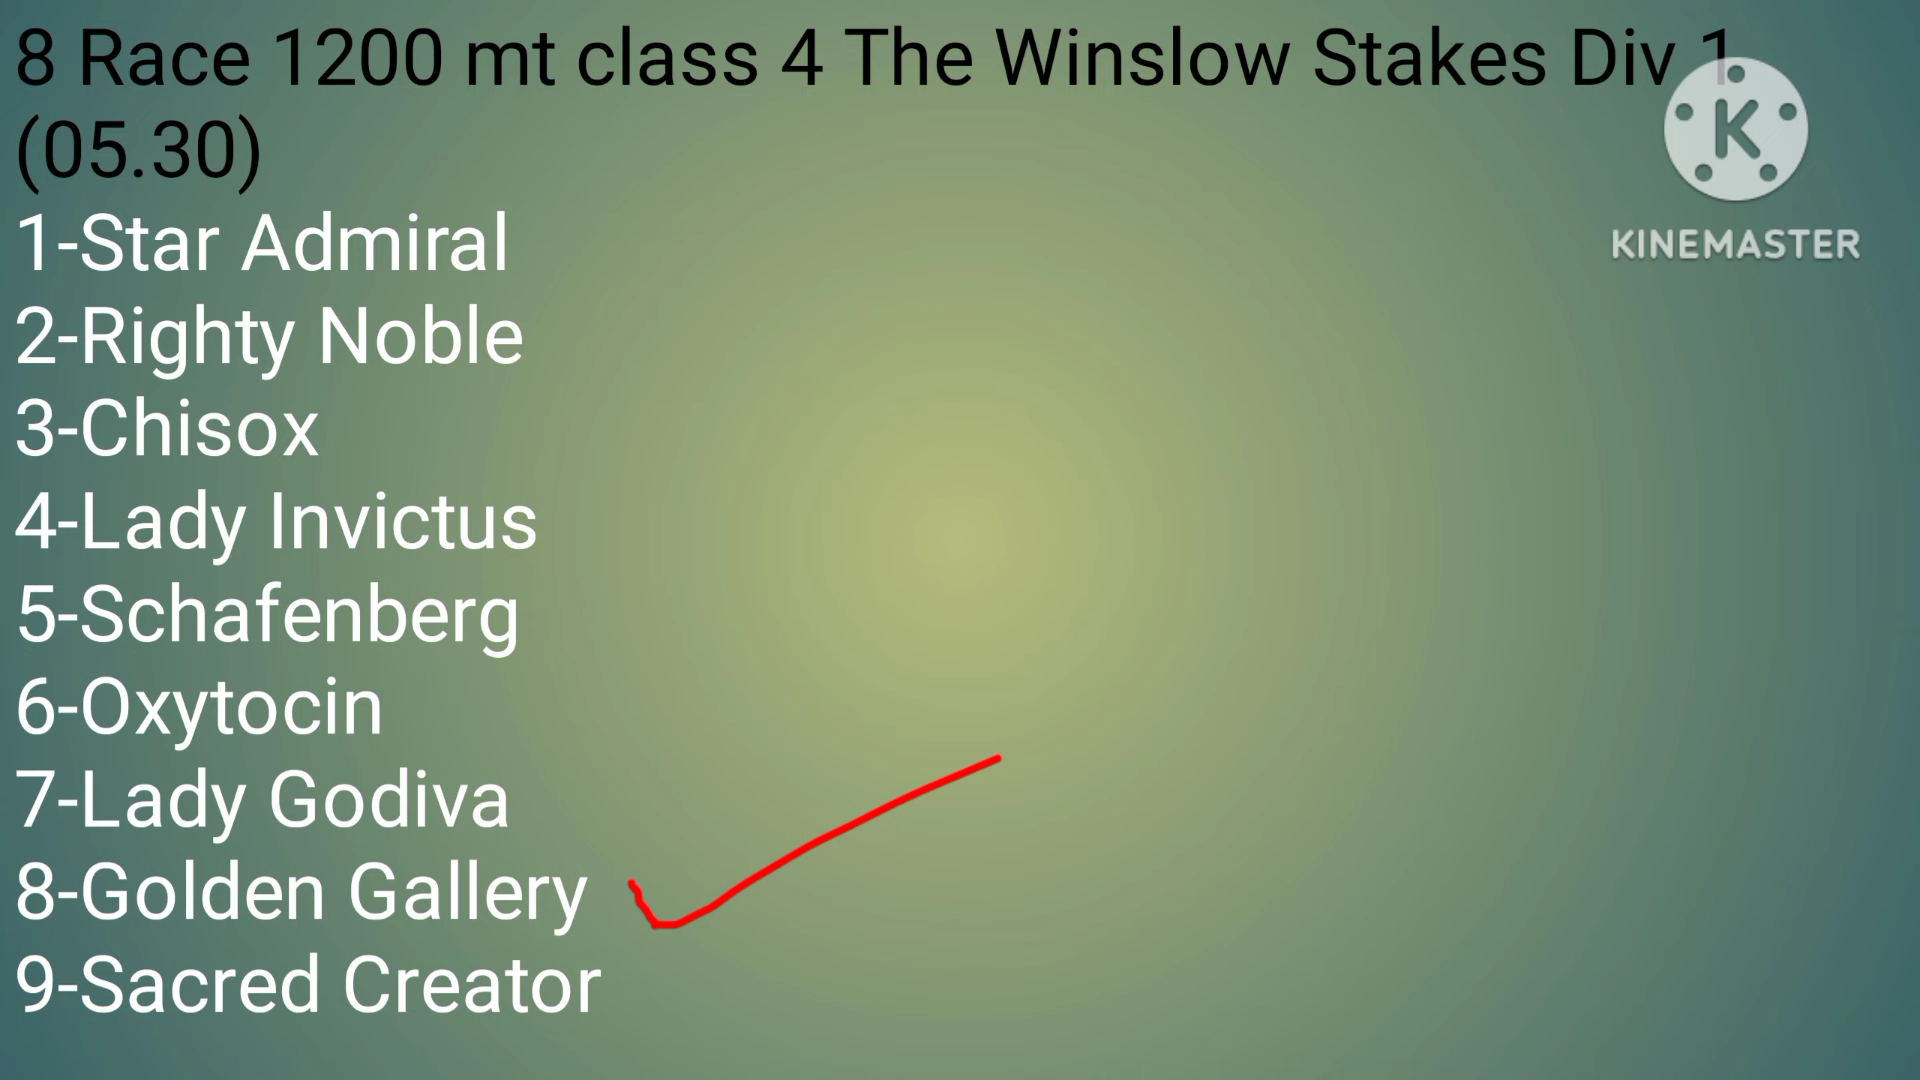 8 Race 1200 mt class 4 The Winslow Stakes Div 1
(05.30)
1-Star Admiral
2-Righty Noble
3-Chisox
4-Lady Invictus
5-Schafenberg
6-Oxytocin
7-Lady Godiva
8-Golden Gallery
9-Sacred Creator
K
KINEMASTER